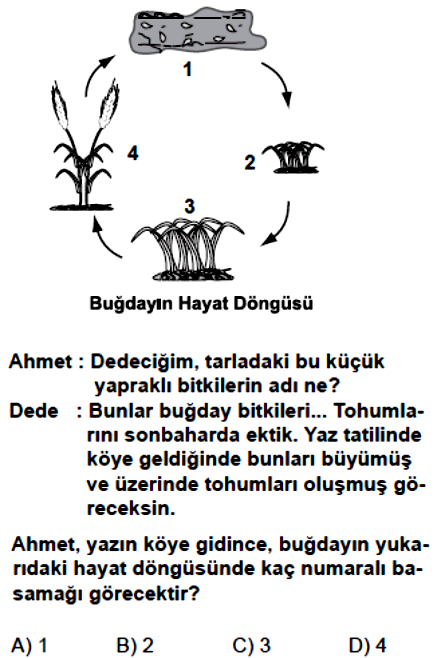 1
2
3
4
Buğdayın Hayat Döngüsü
Ahmet : Dedeciğim, tarladaki bu küçük
yapraklı bitkilerin adı ne?
Dede : Bunlar buğday bitkileri... Tohumla-
rını sonbaharda ektik. Yaz tatilinde
köye geldiğinde bunları büyümüş
ve üzerinde tohumları oluşmuş gö-
receksin.
Ahmet, yazın köye gidince, buğdayın yuka-
rıdaki hayat döngüsünde kaç numaralı ba-
samağı görecektir?
A) 1 B) 2 C) 3 D) 4